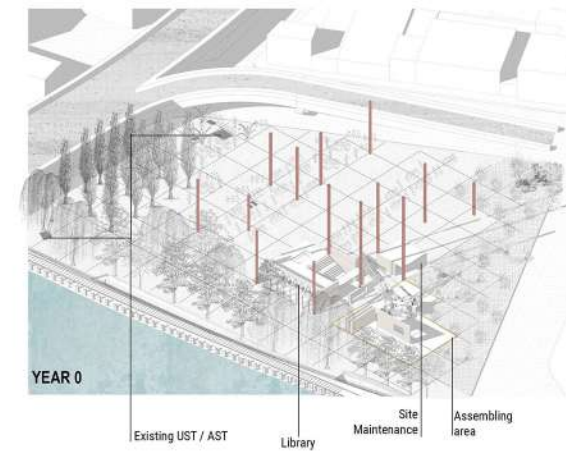 YEAR 0
Existing UST / AST
Library
Site
Maintenance
Assembling
area